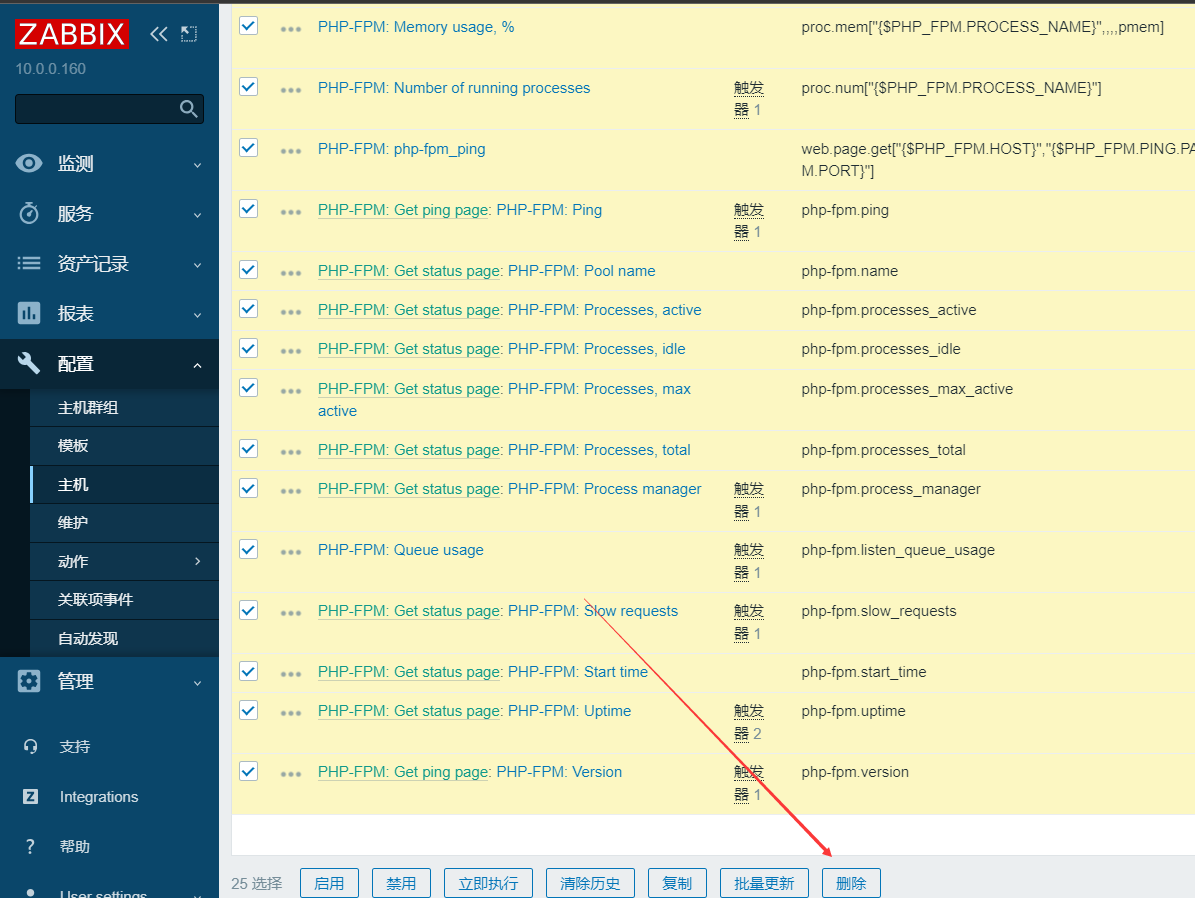 ZABBIX
10.0.0.160
监测
服务
资产记录
报表
配置
主机群组
模板
主机
维护
动作
关联项事件
自动发现
管理
支持
Integrations
帮助
User settings
PHP-FPM: Memory usage, % proc.mem["{$PHP_FPM.PROCESS_NAME}",,,,pmem]
PHP-FPM: Number of running processes 触发 proc.num["{$PHP_FPM.PROCESS_NAME}"]
器 1
PHP-FPM: php-fpm_ping web.page.get["{$PHP_FPM.HOST}","{$PHP_FPM.PING.PA
M.PORT}"]
PHP-FPM: Get ping page: PHP-FPM: Ping 触发 php-fpm.ping
器 1
PHP-FPM: Get status page: PHP-FPM: Pool name php-fpm.name
PHP-FPM: Get status page: PHP-FPM: Processes, active php-fpm.processes_active
PHP-FPM: Get status page: PHP-FPM: Processes, idle php-fpm.processes_idle
PHP-FPM: Get status page: PHP-FPM: Processes, max php-fpm.processes_max_active
active
PHP-FPM: Get status page: PHP-FPM: Processes, total php-fpm.processes_total
PHP-FPM: Get status page: PHP-FPM: Process manager 触发 php-fpm.process_manager
器 1
PHP-FPM: Queue usage 触发 php-fpm.listen_queue_usage
器 1
PHP-FPM: Get status page: PHP-FPM: Slow requests 触发 php-fpm.slow_requests
器 1
PHP-FPM: Get status page: PHP-FPM: Start time php-fpm.start_time
PHP-FPM: Get status page: PHP-FPM: Uptime 触发 php-fpm.uptime
器 2
PHP-FPM: Get ping page: PHP-FPM: Version 触发 php-fpm.version
器 1
25 选择 启用 禁用 立即执行 清除历史 复制 批量更新 删除